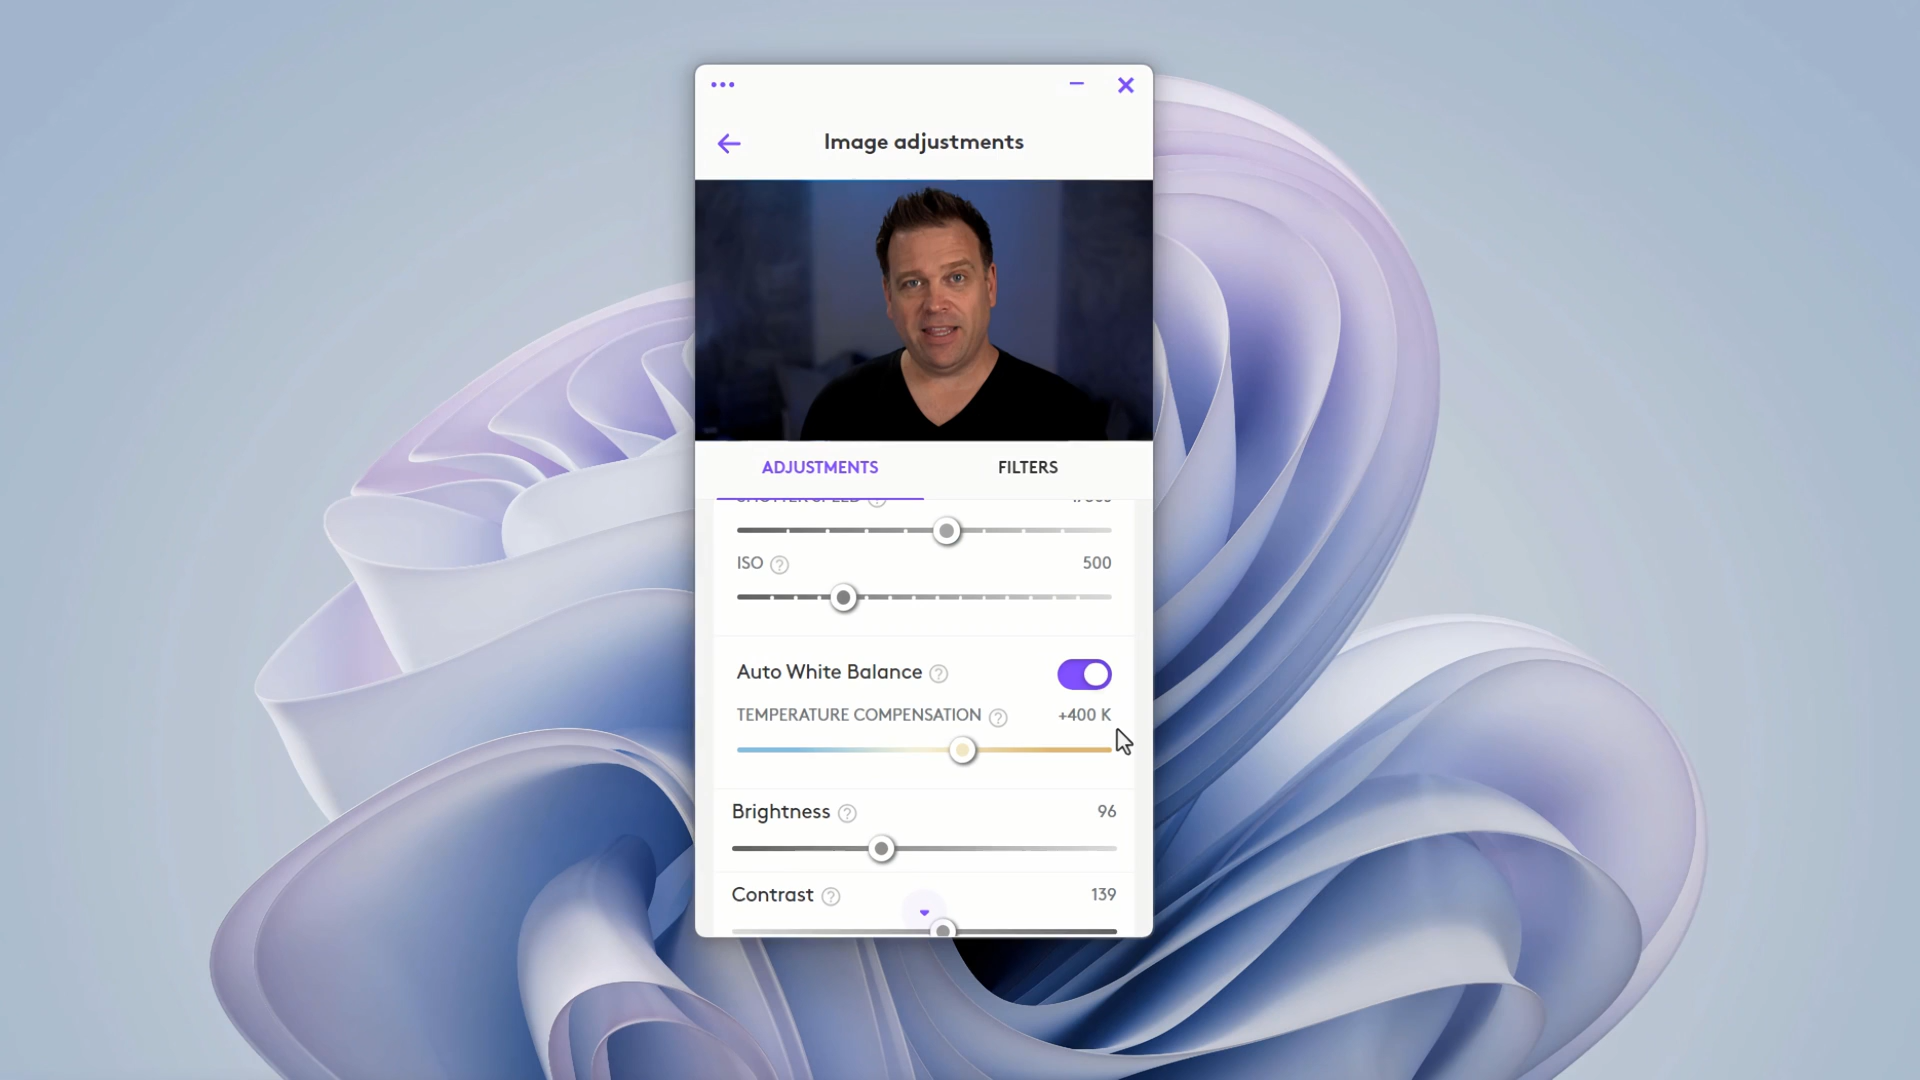 Image adjustments
ADJUSTMENTS FILTERS
ISO ? 500
Auto White Balance ?
TEMPERATURE COMPENSATION ? +400 K
Brightness ? 96
Contrast ? 139